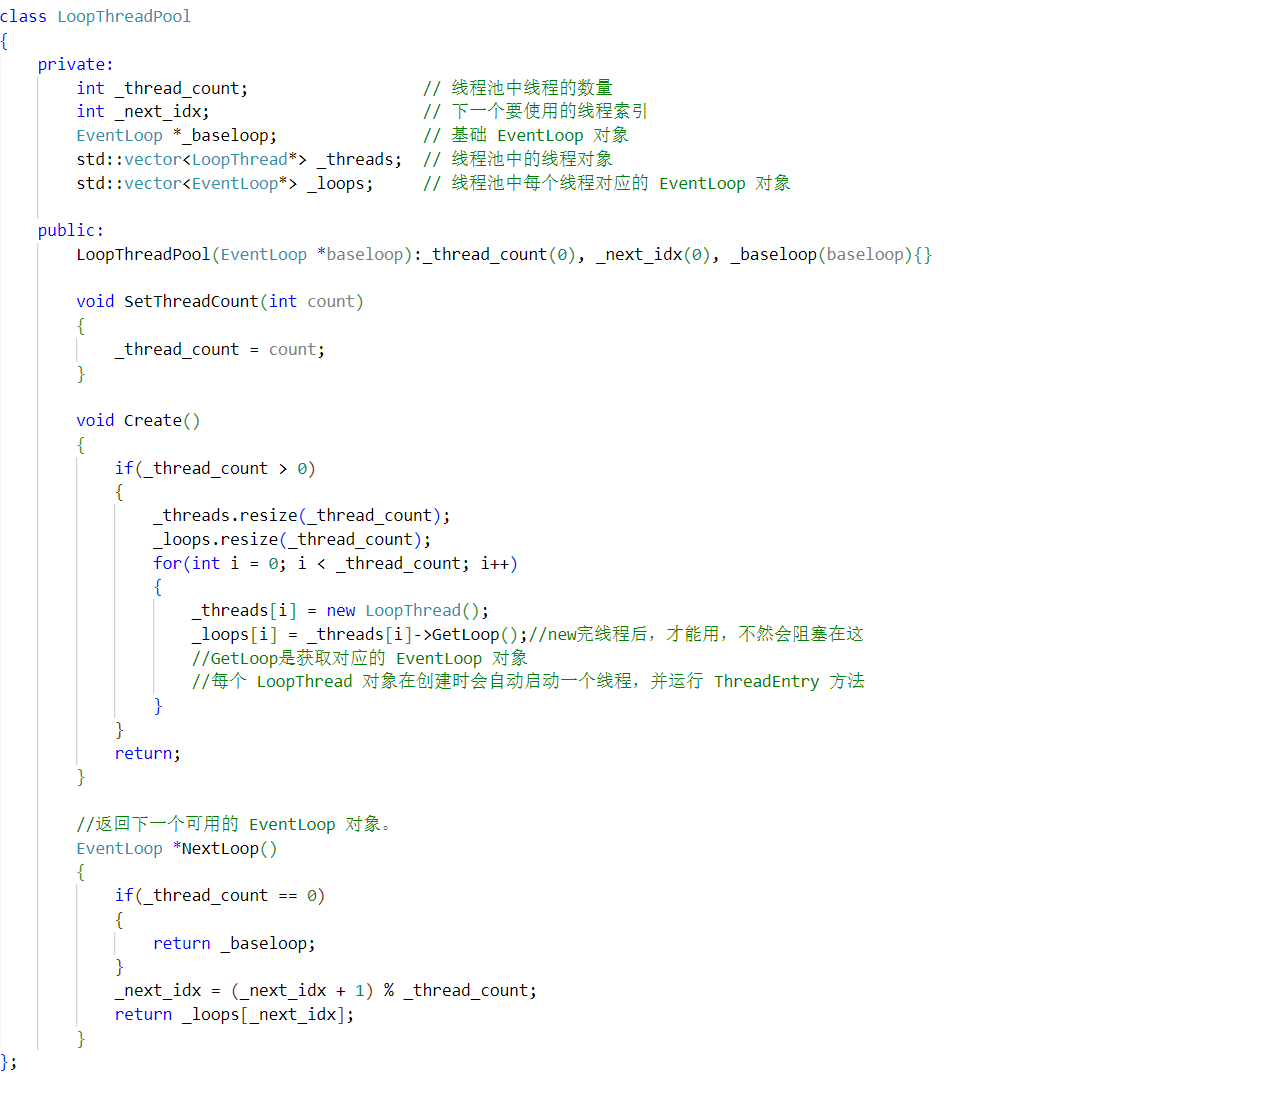 class LoopThreadPool
{
    private:
        int _thread_count;                  // 线程池中线程的数量
        int _next_idx;                      // 下一个要使用的线程索引
        EventLoop *_baseloop;               // 基础 EventLoop 对象
        std::vector<LoopThread*> _threads;  // 线程池中的线程对象
        std::vector<EventLoop*> _loops;     // 线程池中每个线程对应的 EventLoop 对象
    public:
        LoopThreadPool(EventLoop *baseloop):_thread_count(0), _next_idx(0), _baseloop(baseloop){}
        void SetThreadCount(int count)
        {
            _thread_count = count;
        }
        void Create()
        {
            if(_thread_count > 0)
            {
                _threads.resize(_thread_count);
                _loops.resize(_thread_count);
                for(int i = 0; i < _thread_count; i++)
                {
                    _threads[i] = new LoopThread();
                    _loops[i] = _threads[i]->GetLoop();//new完线程后，才能用，不然会阻塞在这
                    //GetLoop是获取对应的 EventLoop 对象
                    //每个 LoopThread 对象在创建时会自动启动一个线程，并运行 ThreadEntry 方法
                }
            }
            return;
        }
        //返回下一个可用的 EventLoop 对象。
        EventLoop *NextLoop()
        {
            if(_thread_count == 0)
            {
                return _baseloop;
            }
            _next_idx = (_next_idx + 1) % _thread_count;
            return _loops[_next_idx];
        }
};